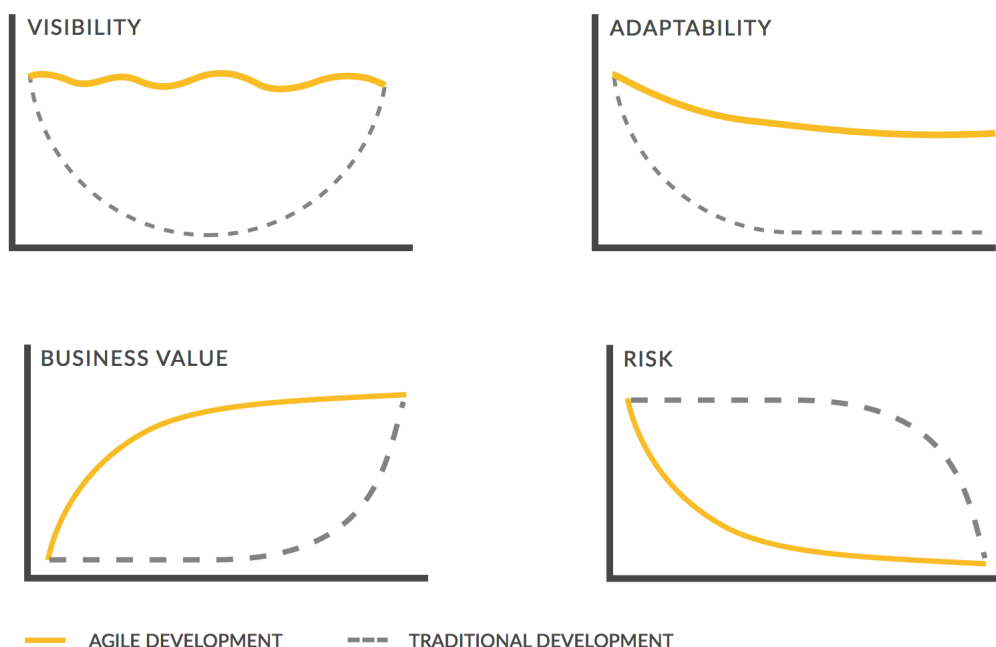 VISIBILITY
ADAPTABILITY
BUSINESS VALUE
RISK
AGILE DEVELOPMENT
TRADITIONAL DEVELOPMENT